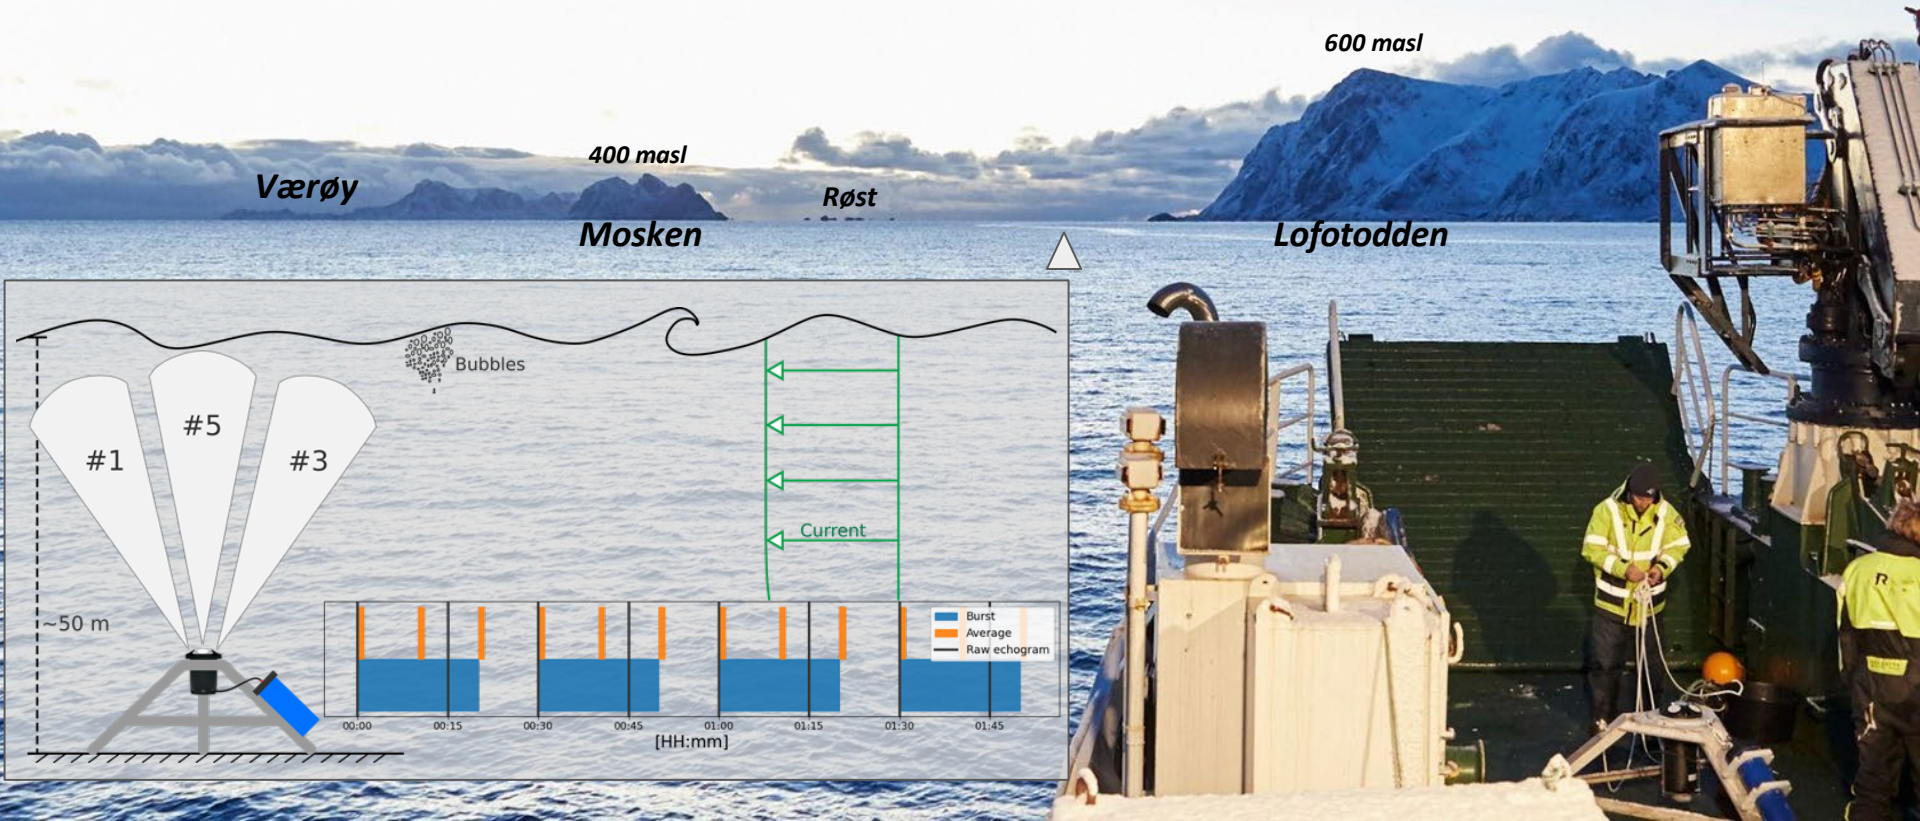 600 masl
400 masl
Værøy
Røst
Mosken
Lofotodden
Bubbles
#5
#1
#3
Current
~50 m
Burst
Average
Raw echogram
00:00
00:15
00:30
00:45
01:00
01:15
01:30
01:45
[HH:mm]
R